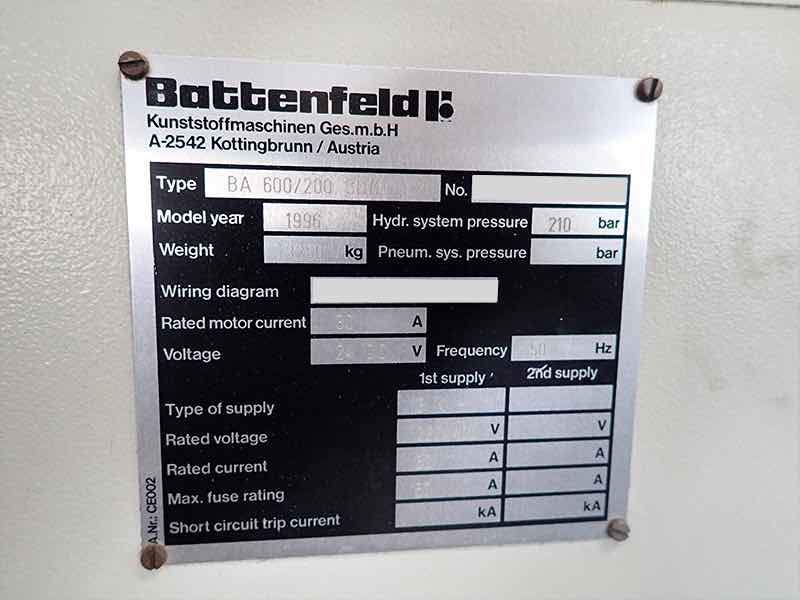 Battenfeld
Kunststoffmaschinen Ges.m.b.H
A-2542 Kottingbrunn / Austria
Type BA 600/200 No.
Model year 1996 Hydr. system pressure 210 bar
Weight kg Pneum. sys. pressure bar
Wiring diagram
Rated motor current A
Voltage V Frequency 50 Hz
1st supply 2nd supply
Type of supply
Rated voltage V V
Rated current A A
Max. fuse rating A A
Short circuit trip current kA kA
A.Nr.: CE002